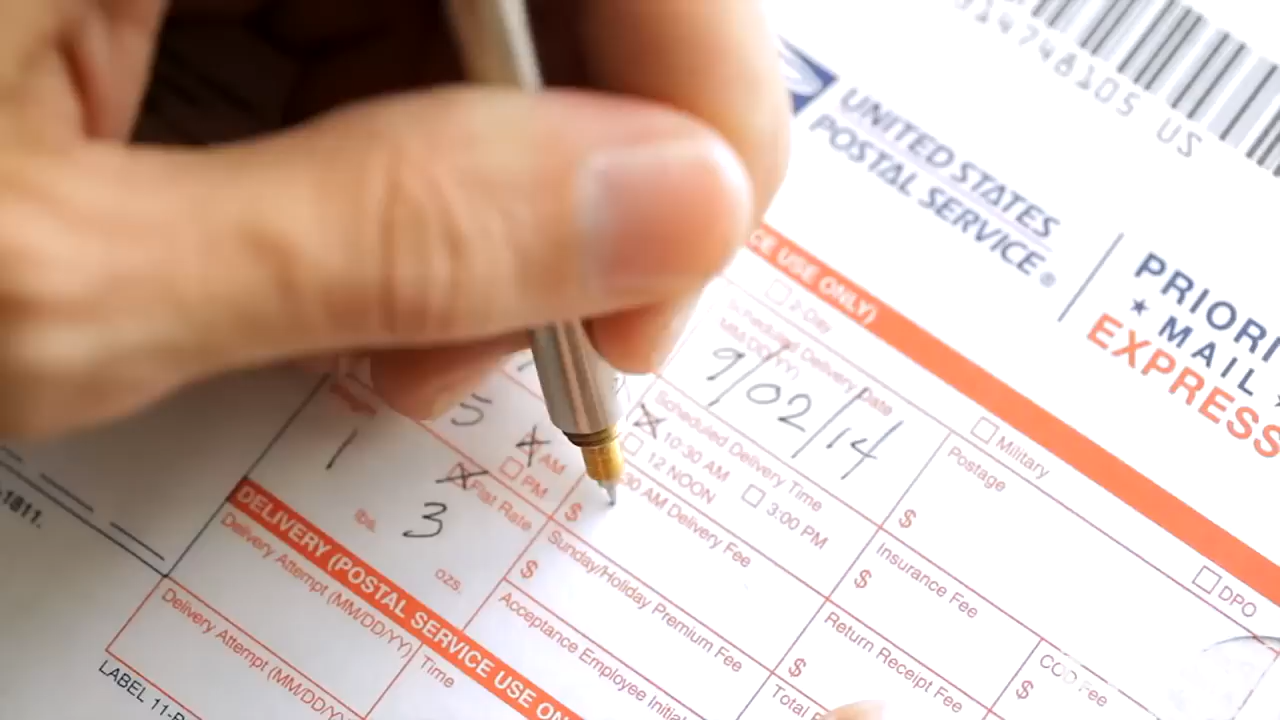 014746105 US
UNITED STATES
POSTAL SERVICE®
PRIORI
★ MAIL
EXPRESS
CE USE ONLY)
2-Day
Scheduled Delivery Date
(MM/DD/YY)
9/02/14
Military
DPO
Scheduled Delivery Time
10:30 AM
12 NOON
3:00 PM
Postage
$
5
AM
PM
:30 AM Delivery Fee
$
Insurance Fee
$
COD Fee
$
1
lbs.
Flat Rate
3
ozs.
Sunday/Holiday Premium Fee
$
Return Receipt Fee
$
Acceptance Employee Initial
Total
-1811.
DELIVERY (POSTAL SERVICE USE ON
Delivery Attempt (MM/DD/YY)
Time
Delivery Attempt (MM/DD/YY)
LABEL 11-